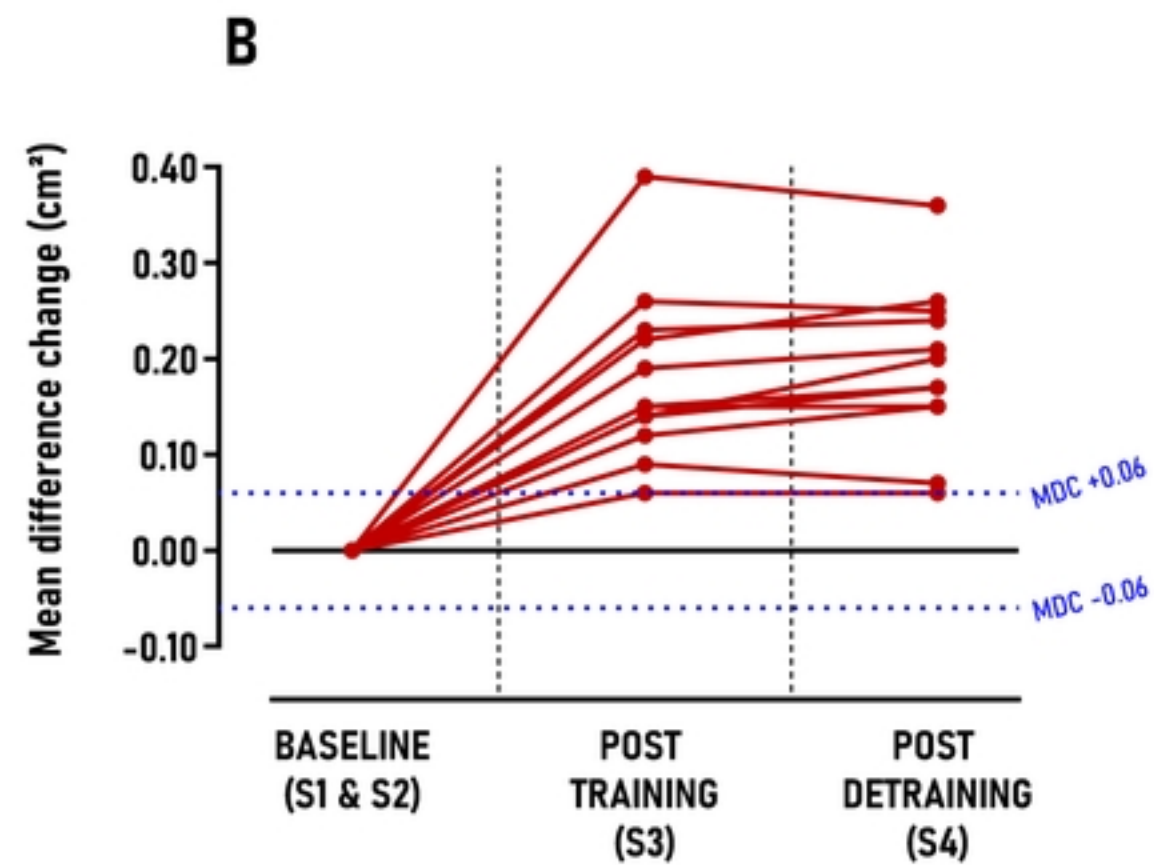 B
Mean difference change (cm²)
0.40
0.30
0.20
0.10
0.00
-0.10
MDC +0.06
MDC -0.06
BASELINE
(S1 & S2)
POST
TRAINING
(S3)
POST
DETRAINING
(S4)